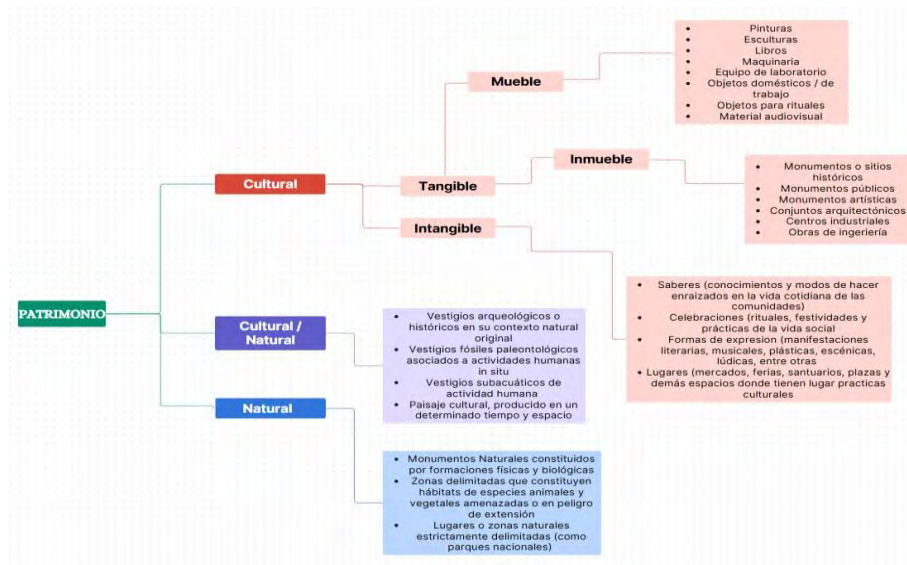 PATRIMONIO
Cultural
Tangible
Mueble
• Pinturas
• Esculturas
• Libros
• Maquinaria
• Equipo de laboratorio
• Objetos domésticos / de
trabajo
• Objetos para rituales
• Material audiovisual
Inmueble
• Monumentos o sitios
históricos
• Monumentos públicos
• Monumentos artísticas
• Conjuntos arquitectónicos
• Centros industriales
• Obras de ingeriería
Intangible
• Saberes (conocimientos y modos de hacer
enraizados en la vida cotidiana de las
comunidades)
• Celebraciones (rituales, festividades y
prácticas de la vida social
• Formas de expresion (manifestaciones
literarias, musicales, plásticas, escénicas,
lúdicas, entre otras
• Lugares (mercados, ferias, santuarios, plazas y
demás espacios donde tienen lugar practicas
culturales
Cultural /
Natural
• Vestigios arqueológicos o
históricos en su contexto natural
original
• Vestigios fósiles paleontológicos
asociados a actividades humanas
in situ
• Vestigios subacuáticos de
actividad humana
• Paisaje cultural, producido en un
determinado tiempo y espacio
Natural
• Monumentos Naturales constituidos
por formaciones físicas y biológicas
• Zonas delimitadas que constituyen
hábitats de especies animales y
vegetales amenazadas o en peligro
de extensión
• Lugares o zonas naturales
estrictamente delimitadas (como
parques nacionales)